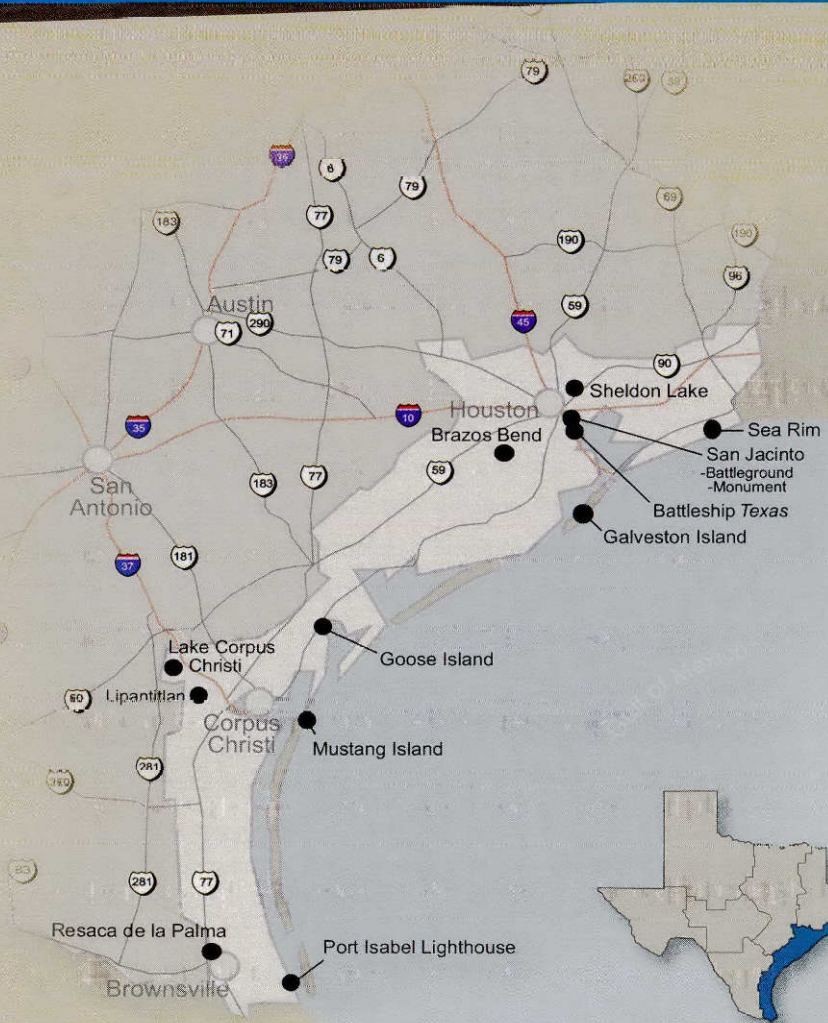 79
35
6
79
69
183
77
190
190
79
6
96
Austin
59
71
290
45
90
Sheldon Lake
Houston
10
35
Brazos Bend
Sea Rim
San Jacinto
-Battleground
-Monument
San
Antonio
59
77
183
Battleship Texas
Galveston Island
181
37
Lake Corpus
Christi
Goose Island
Lipantitlan
Corpus
Christi
Mustang Island
281
281
77
83
Resaca de la Palma
Port Isabel Lighthouse
Brownsville